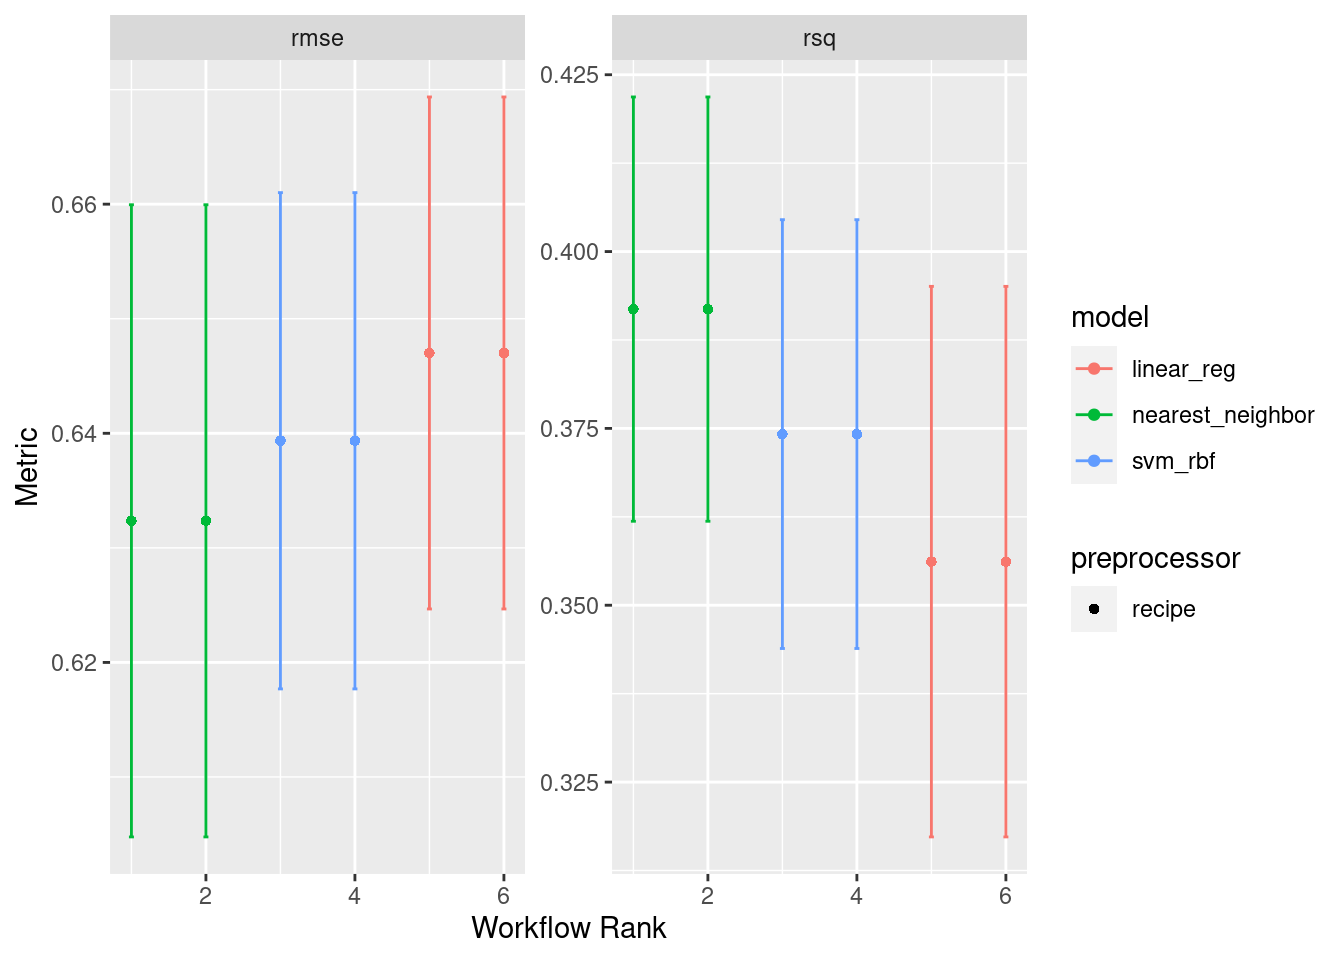 rmse
rsq
Metric
0.66
0.64
0.62
0.425
0.400
0.375
0.350
0.325
2
4
6
2
4
6
Workflow Rank
model
linear_reg
nearest_neighbor
svm_rbf
preprocessor
recipe